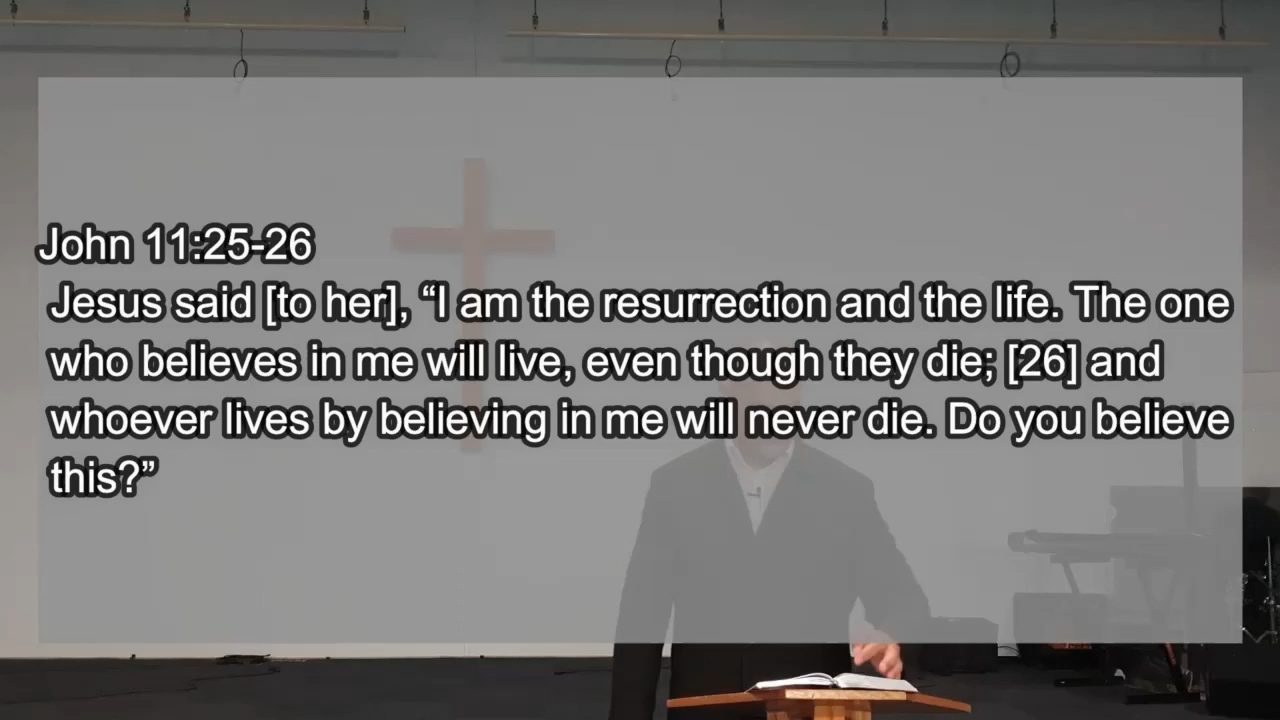 John 11:25-26
Jesus said [to her], “I am the resurrection and the life. The one
who believes in me will live, even though they die; [26] and
whoever lives by believing in me will never die. Do you believe
this?”